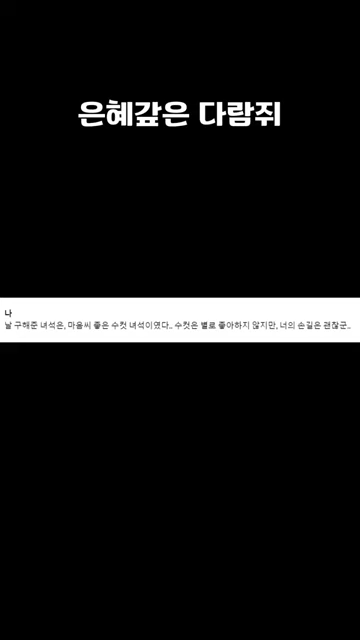 은혜갚은 다람쥐
나
날 구해준 녀석은, 마음씨 좋은 수컷 녀석이였다.. 수컷은 별로 좋아하지 않지만, 너의 손길은 괜찮군..